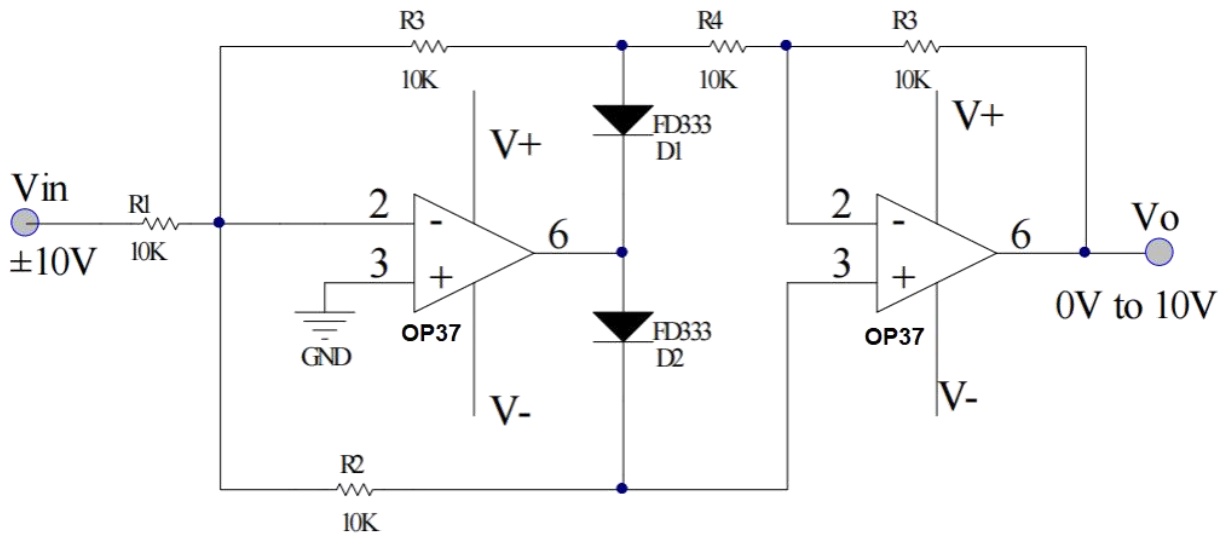 R3
10K
R4
10K
R3
10K
V+
FD333
D1
V+
Vin
±10V
R1
10K
2
-
3
+
6
OP37
GND
V-
FD333
D2
2
-
3
+
6
OP37
V-
Vo
0V to 10V
R2
10K